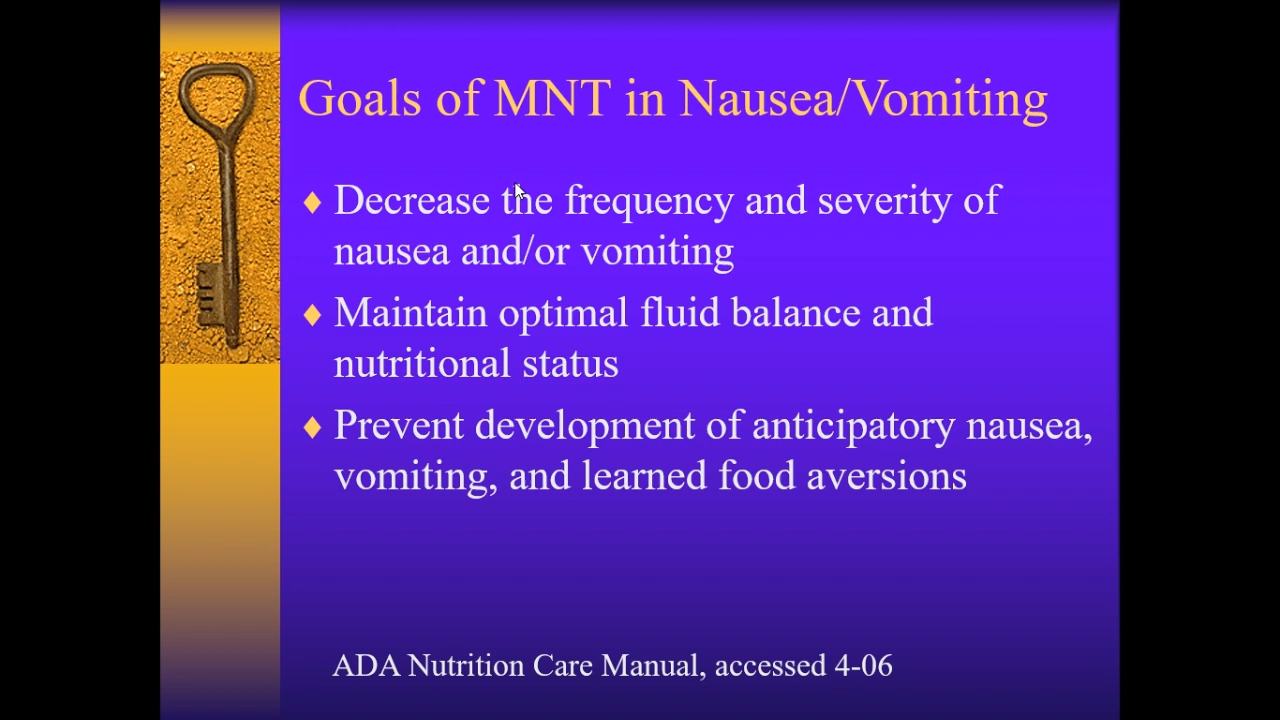 Goals of MNT in Nausea/Vomiting
Decrease the frequency and severity of
nausea and/or vomiting
Maintain optimal fluid balance and
nutritional status
Prevent development of anticipatory nausea,
vomiting, and learned food aversions
ADA Nutrition Care Manual, accessed 4-06